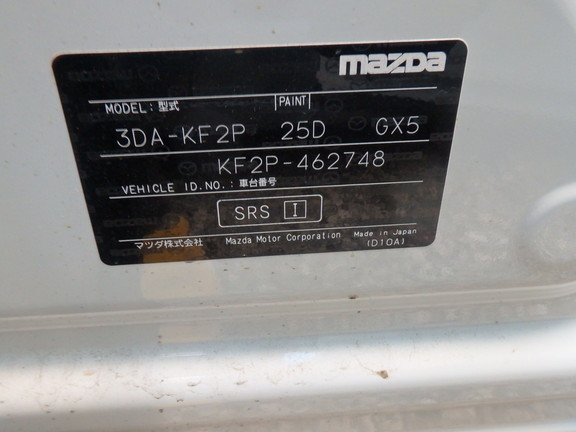 mazda
MODEL: 型式 PAINT
3DA-KF2P 25D GX5
KF2P-462748
VEHICLE ID.NO.: 車台番号
SRS I
マツダ株式会社 Mazda Motor Corporation Made in Japan
(D10A)